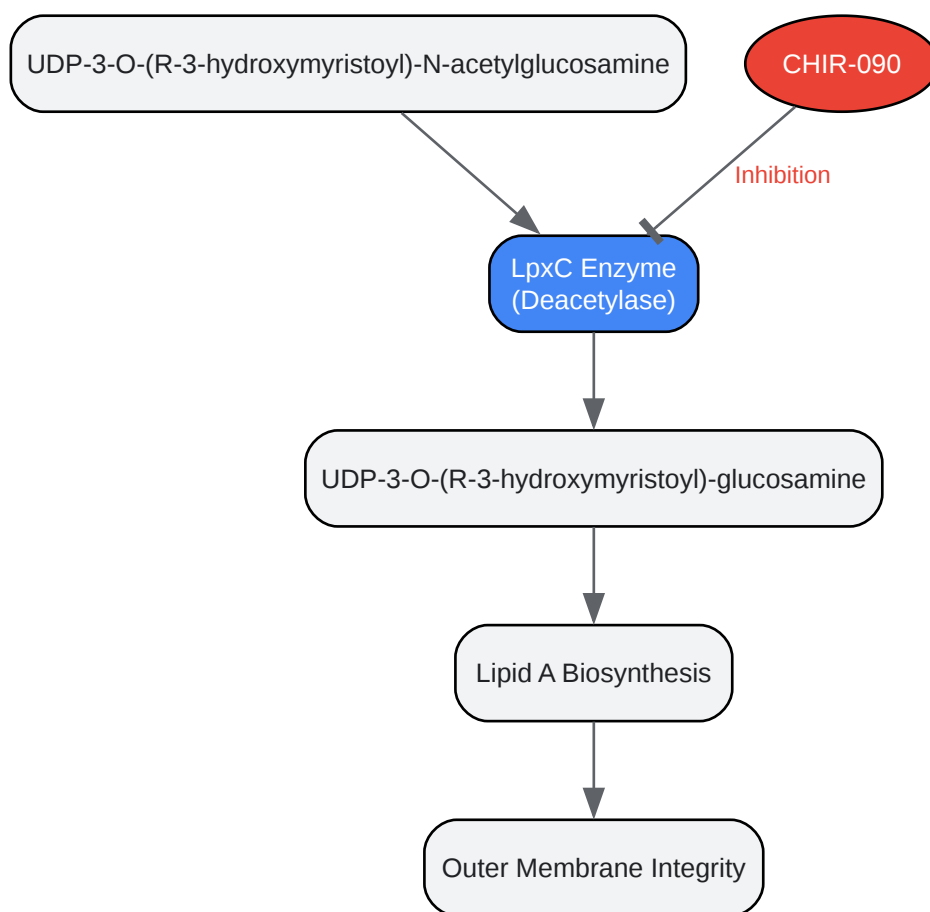 UDP-3-O-(R-3-hydroxymyristoyl)-N-acetylglucosamine
CHIR-090
Inhibition
LpxC Enzyme
(Deacetylase)
UDP-3-O-(R-3-hydroxymyristoyl)-glucosamine
Lipid A Biosynthesis
Outer Membrane Integrity